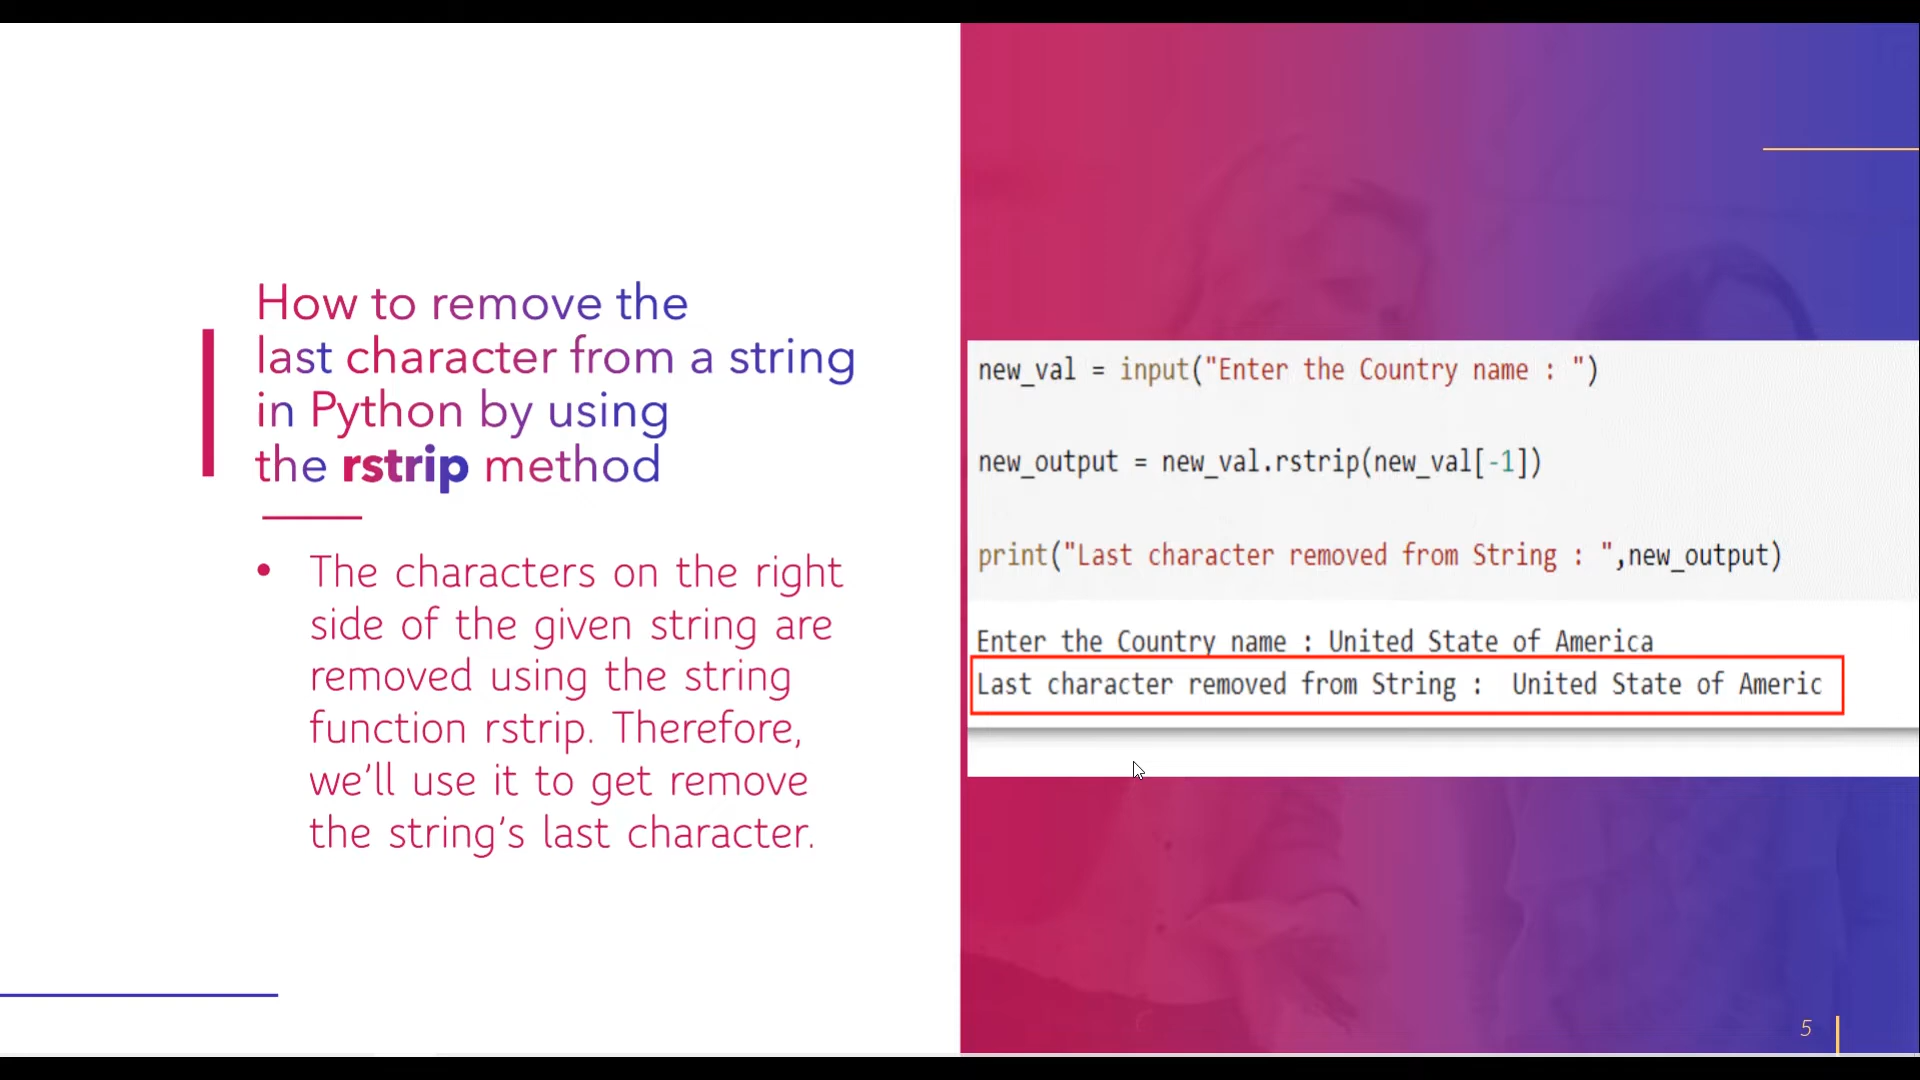 How to remove the
last character from a string
in Python by using
the rstrip method
• The characters on the right
side of the given string are
removed using the string
function rstrip. Therefore,
we'll use it to get remove
the string's last character.
new_val = input("Enter the Country name : ")
new_output = new_val.rstrip(new_val[-1])
print("Last character removed from String : ",new_output)
Enter the Country name : United State of America
Last character removed from String :  United State of Americ
5